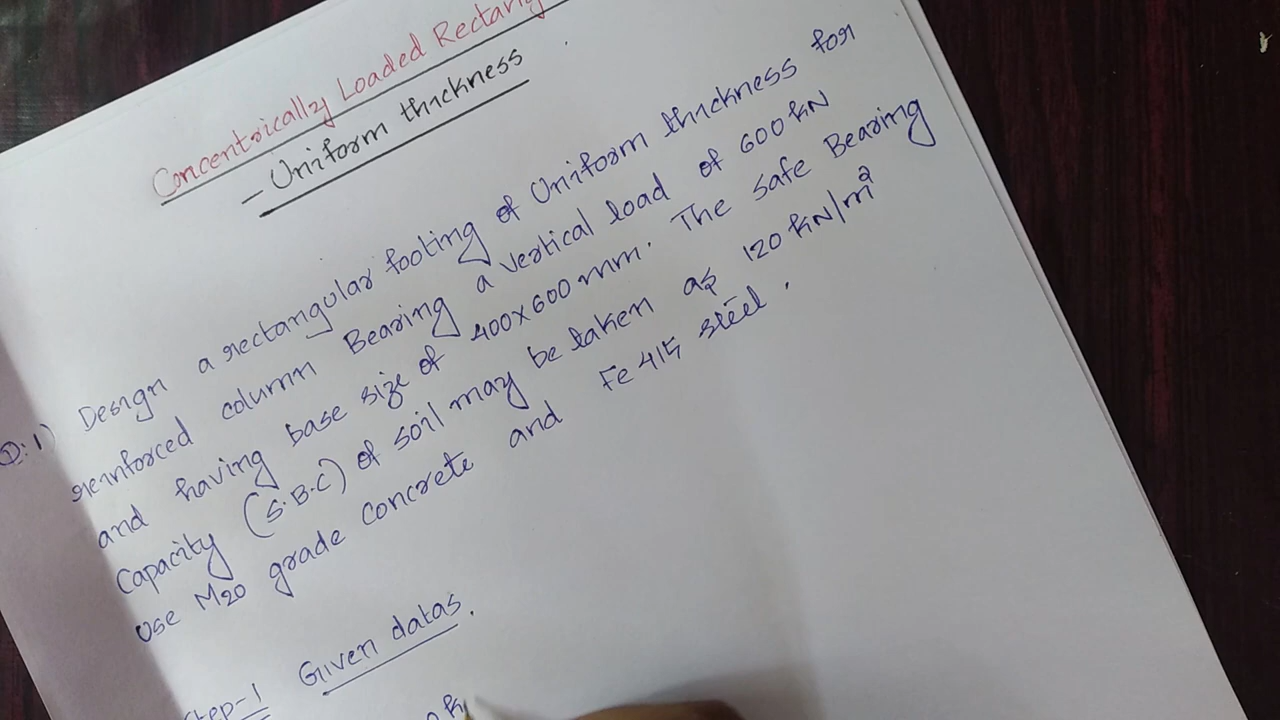 Concentrically Loaded Rectang
- Uniform thickness
Q:1) Design a rectangular footing of Uniform thickness for
reinforced column Bearing a vertical load of 600 kN
and having base size of 400x600 mm. The safe Bearing
Capacity (S.B.C) of soil may be taken as 120 kN/m²
Use M20 grade concrete and Fe 415 steel.
Step-1 Given datas.